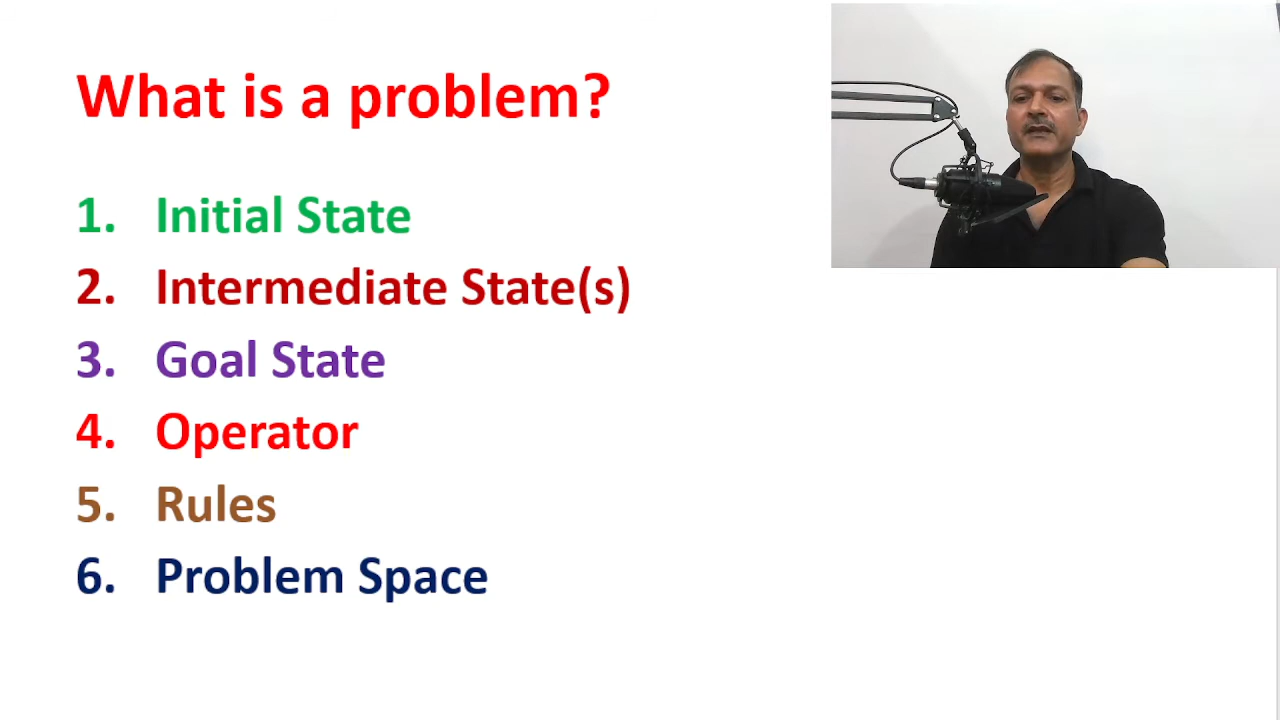 What is a problem?
1. Initial State
2. Intermediate State(s)
3. Goal State
4. Operator
5. Rules
6. Problem Space